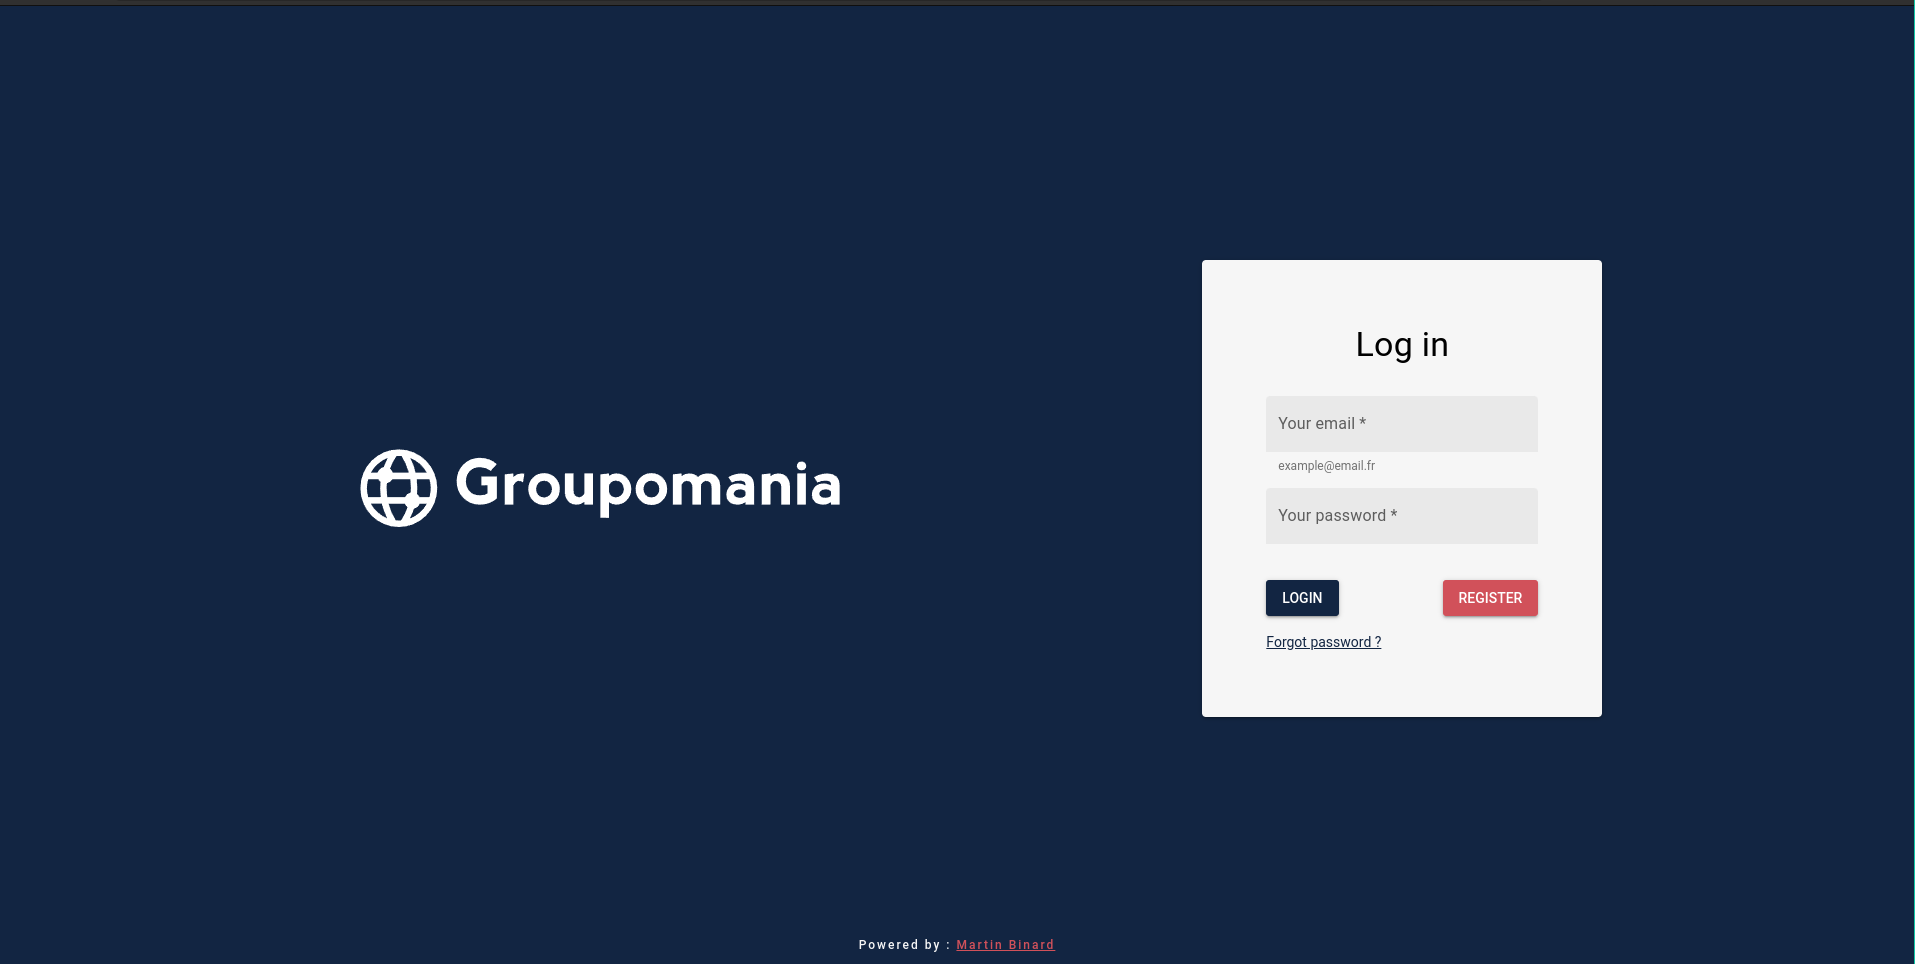 Groupomania
Log in
Your email *
example@email.fr
Your password *
LOGIN
REGISTER
Forgot password ?
Powered by : Martin Binard